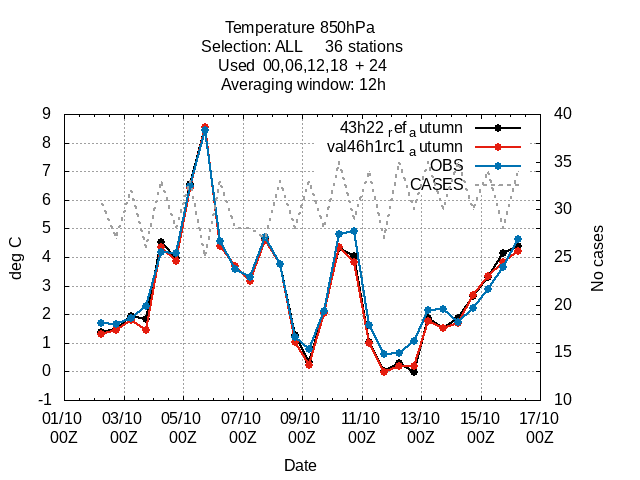 Temperature 850hPa
Selection: ALL 36 stations
Used 00,06,12,18 + 24
Averaging window: 12h
43h22_ref_autumn
val46h1rc1_autumn
OBS
CASES
deg C
9
8
7
6
5
4
3
2
1
0
-1
No cases
40
35
30
25
20
15
10
01/10 03/10 05/10 07/10 09/10 11/10 13/10 15/10 17/10
00Z 00Z 00Z 00Z 00Z 00Z 00Z 00Z 00Z
Date